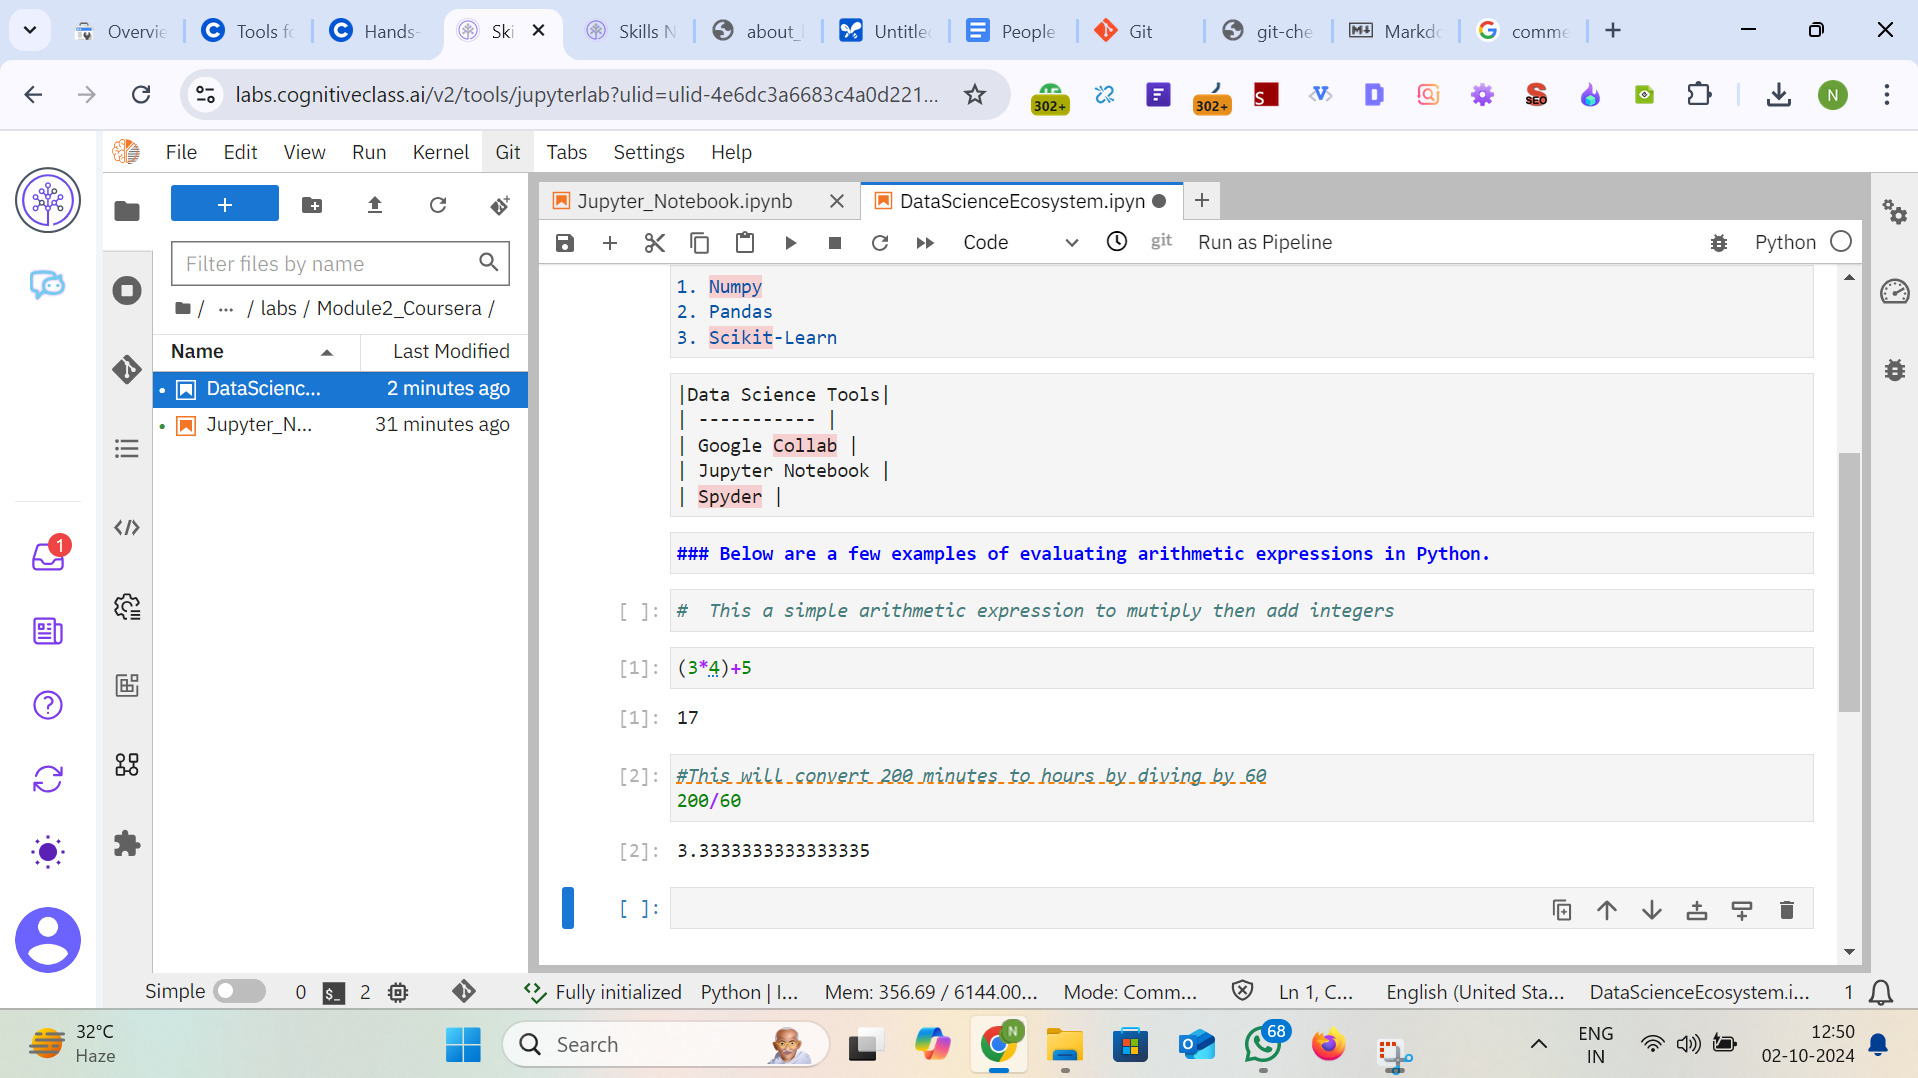 Overvie
Tools fo
Hands-
Ski
Skills N
about_
Untitle
People
Git
git-che
Markdo
comme
labs.cognitiveclass.ai/v2/tools/jupyterlab?ulid=ulid-4e6dc3a6683c4a0d221...
302+
302+
SEO
N
File Edit View Run Kernel Git Tabs Settings Help
Jupyter_Notebook.ipynb
DataScienceEcosystem.ipyn
Code
git
Run as Pipeline
Python
Filter files by name
/ ... / labs / Module2_Coursera /
Name Last Modified
DataScienc... 2 minutes ago
Jupyter_N... 31 minutes ago
1
1. Numpy
2. Pandas
3. Scikit-Learn
|Data Science Tools|
| ----------- |
| Google Collab |
| Jupyter Notebook |
| Spyder |
### Below are a few examples of evaluating arithmetic expressions in Python.
[ ]: #  This a simple arithmetic expression to mutiply then add integers
[1]: (3*4)+5
[1]: 17
[2]: #This will convert 200 minutes to hours by diving by 60
200/60
[2]: 3.3333333333333335
[ ]:
Simple 0 $_ 2 Fully initialized Python | I... Mem: 356.69 / 6144.00... Mode: Comm... Ln 1, C... English (United Sta... DataScienceEcosystem.i... 1
32°C
Haze
Search
N
68
ENG
IN
12:50
02-10-2024